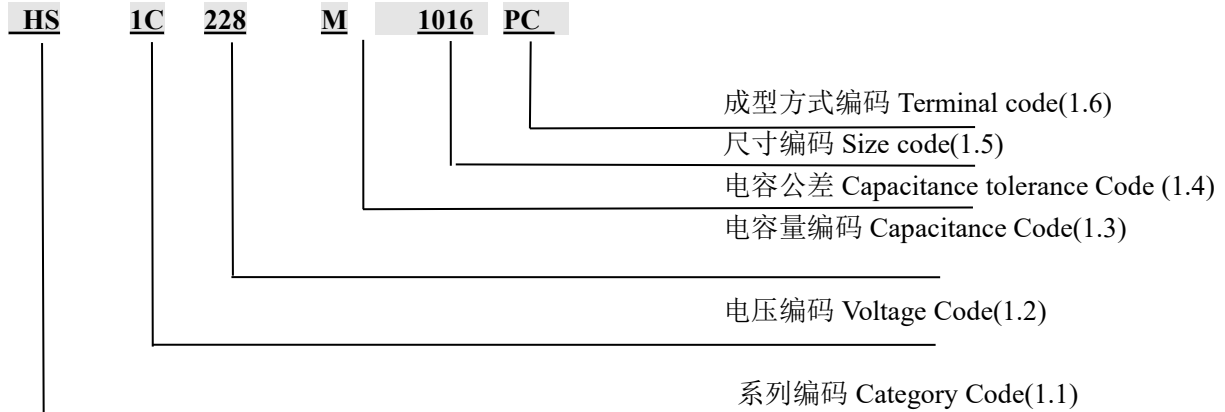 HS 1C 228 M 1016 PC
成型方式编码 Terminal code(1.6)
尺寸编码 Size code(1.5)
电容公差 Capacitance tolerance Code (1.4)
电容量编码 Capacitance Code(1.3)
电压编码 Voltage Code(1.2)
系列编码 Category Code(1.1)